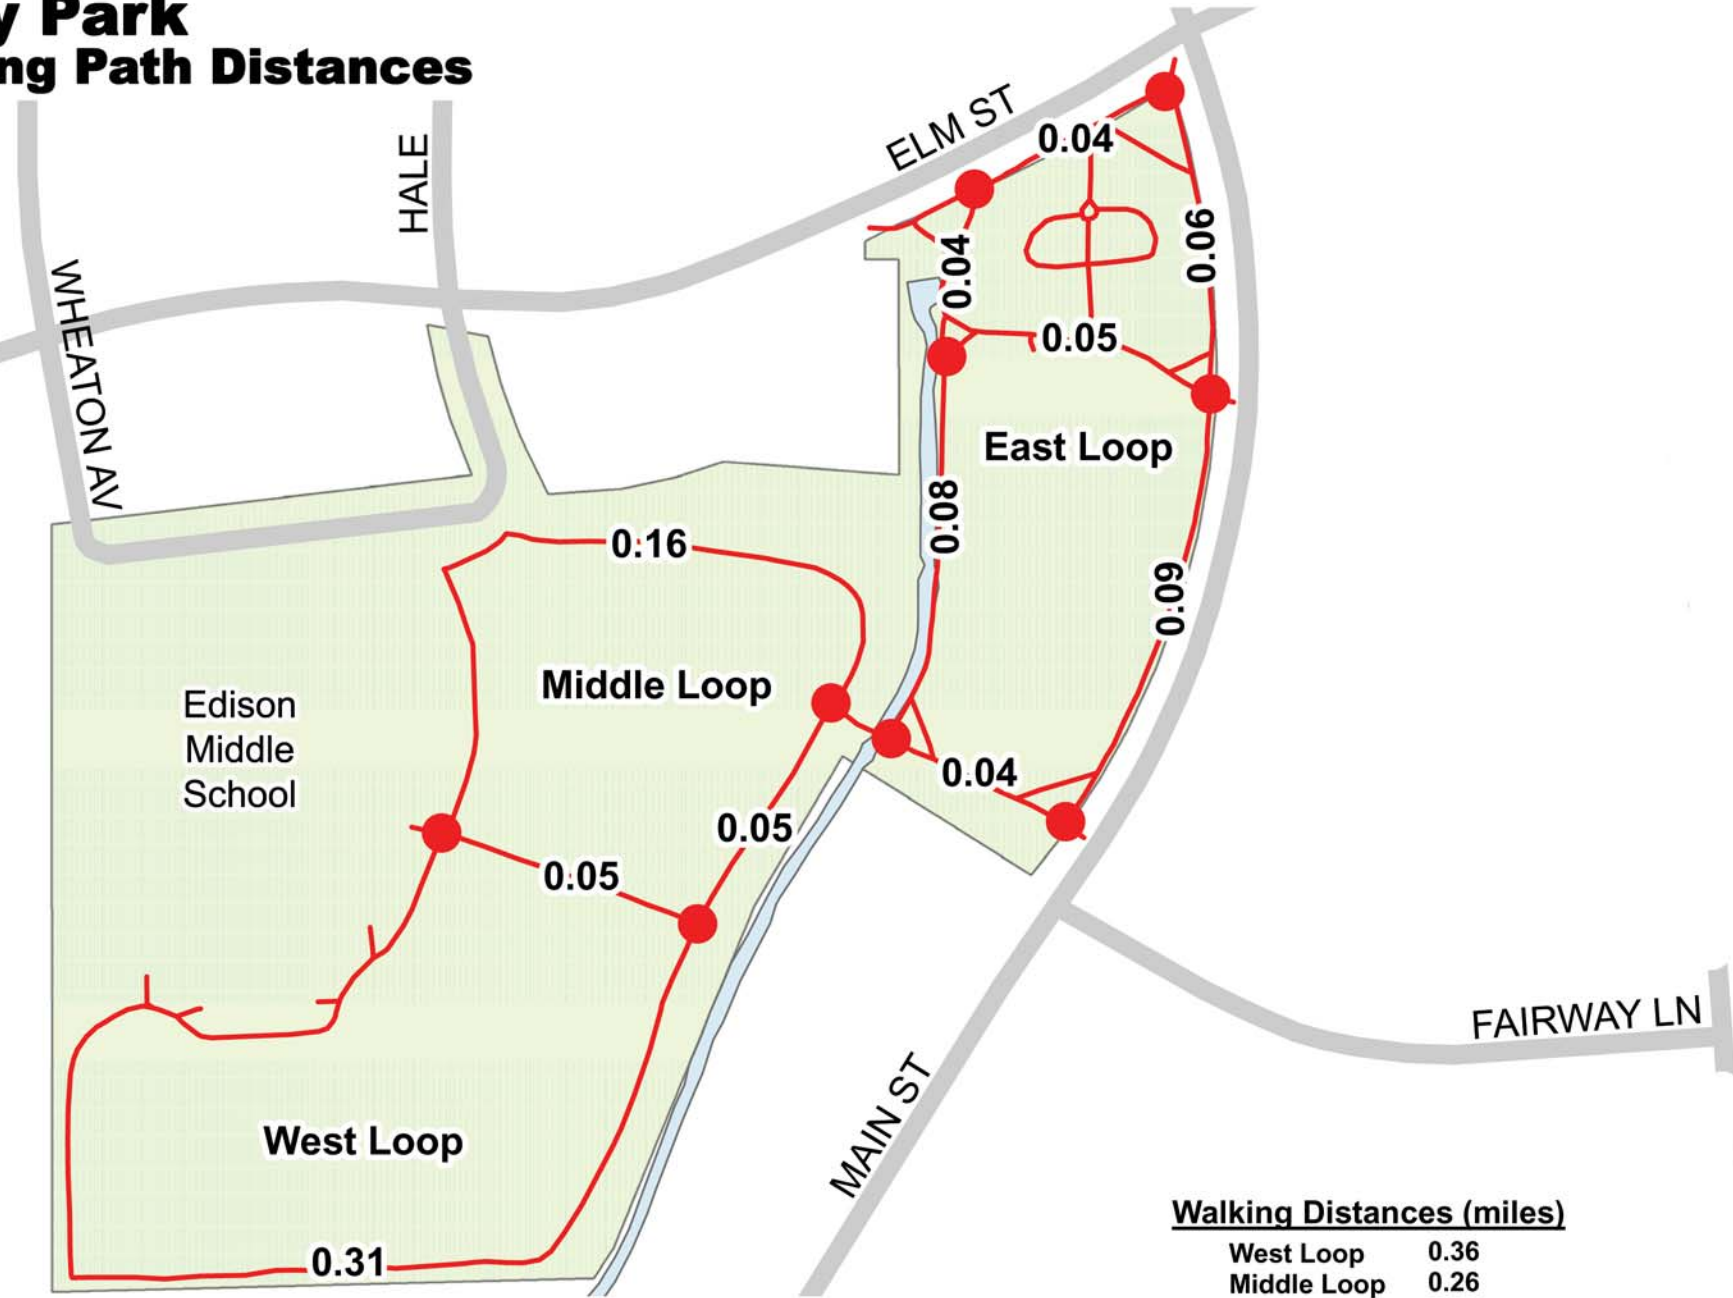 y Park
ng Path Distances
ELM ST
HALE
WHEATON AV
0.04
0.04
0.06
0.05
East Loop
0.08
0.09
0.16
Middle Loop
Edison
Middle
School
0.04
0.05
0.05
West Loop
0.31
FAIRWAY LN
MAIN ST
Walking Distances (miles)
West Loop 0.36
Middle Loop 0.26